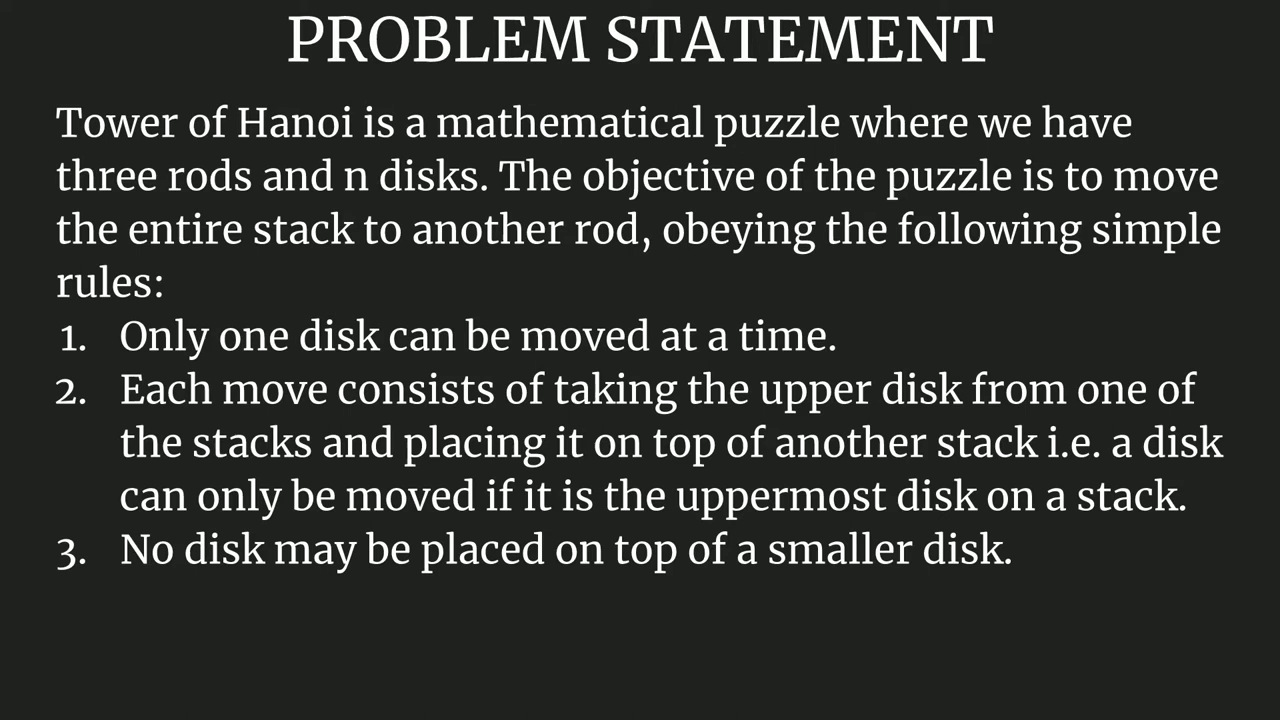 PROBLEM STATEMENT
Tower of Hanoi is a mathematical puzzle where we have
three rods and n disks. The objective of the puzzle is to move
the entire stack to another rod, obeying the following simple
rules:
1. Only one disk can be moved at a time.
2. Each move consists of taking the upper disk from one of
the stacks and placing it on top of another stack i.e. a disk
can only be moved if it is the uppermost disk on a stack.
3. No disk may be placed on top of a smaller disk.